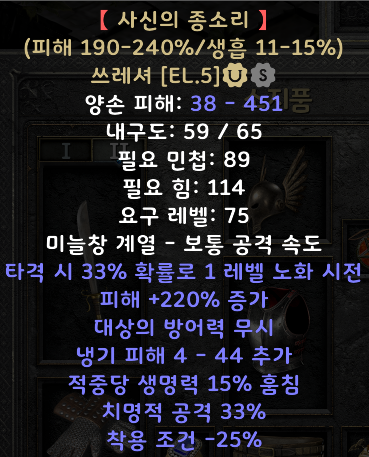 【 사신의 종소리 】
(피해 190-240%/생흡 11-15%)
쓰레셔 [EL.5] U S
양손 피해: 38 - 451
내구도: 59 / 65
필요 민첩: 89
필요 힘: 114
요구 레벨: 75
미늘창 계열 - 보통 공격 속도
타격 시 33% 확률로 1 레벨 노화 시전
피해 +220% 증가
대상의 방어력 무시
냉기 피해 4 - 44 추가
적중당 생명력 15% 훔침
치명적 공격 33%
착용 조건 -25%
I II